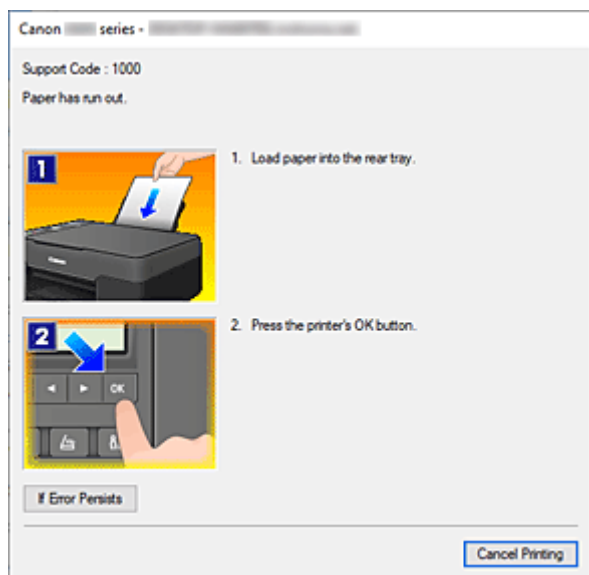 Canon series -
Support Code : 1000
Paper has run out.
1
1. Load paper into the rear tray.
2
2. Press the printer's OK button.
OK
If Error Persists
Cancel Printing